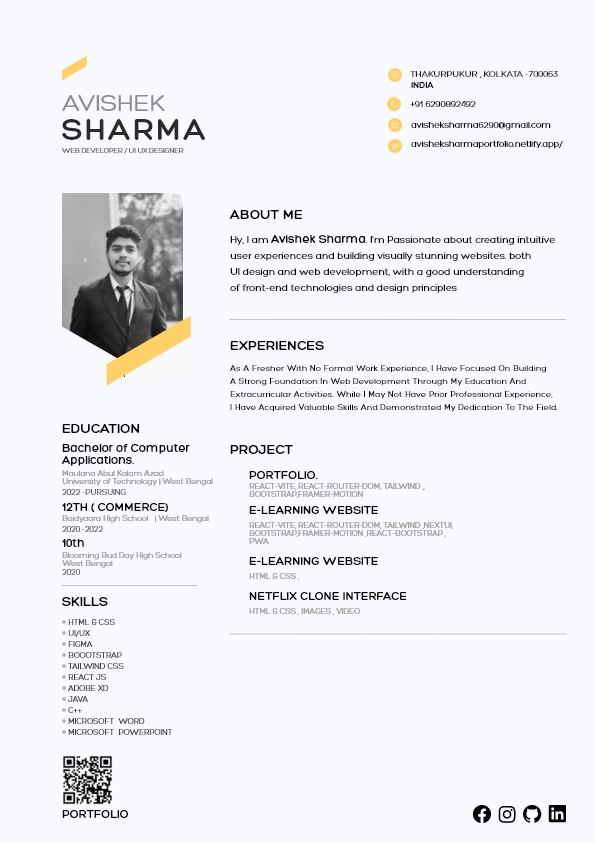 AVISHEK
SHARMA
WEB DEVELOPER / UI UX DESIGNER
THAKURPUKUR , KOLKATA -700063
INDIA
+91 6290892492
avisheksharma6290@gmail.com
avisheksharmaportfolio.netlify.app/
ABOUT ME
Hy, I am Avishek Sharma. I'm Passionate about creating intuitive
user experiences and building visually stunning websites. both
UI design and web development, with a good understanding
of front-end technologies and design principles
EXPERIENCES
As A Fresher With No Formal Work Experience, I Have Focused On Building
A Strong Foundation In Web Development Through My Education And
Extracurricular Activities. While I May Not Have Prior Professional Experience,
I Have Acquired Valuable Skills And Demonstrated My Dedication To The Field.
PROJECT
PORTFOLIO.
REACT-VITE, REACT-ROUTER-DOM, TAILWIND ,,
BOOTSTRAP,FRAMER-MOTION
E-LEARNING WEBSITE
REACT-VITE, REACT-ROUTER-DOM, TAILWIND ,NEXTUI,
BOOTSTRAP,FRAMER-MOTION ,REACT-BOOTSTRAP ,
PWA
E-LEARNING WEBSITE
HTML & CSS ,
NETFLIX CLONE INTERFACE
HTML & CSS , IMAGES , VIDEO
EDUCATION
Bachelor of Computer
Applications.
Maulana Abul Kalam Azad
University of Technology | West Bengal
2022 -PURSUING
12TH ( COMMERCE)
Baidyaara High School | West Bengal
2020 -2022
10th
Blooming Bud Day High School
West Bengal
2020
SKILLS
HTML & CSS
UI/UX
FIGMA
BOOOTSTRAP
TAILWIND CSS
REACT JS
ADOBE XD
JAVA
C++
MICROSOFT WORD
MICROSOFT POWERPOINT
PORTFOLIO